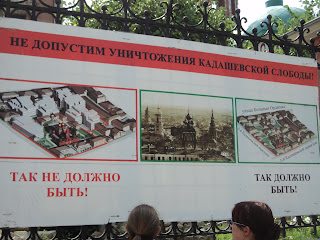 НЕ ДОПУСТИМ УНИЧТОЖЕНИЯ КАДАШЕВСКОЙ СЛОБОДЫ!
ТАК НЕ ДОЛЖНО
БЫТЬ!
ТАК ДОЛЖНО
БЫТЬ!